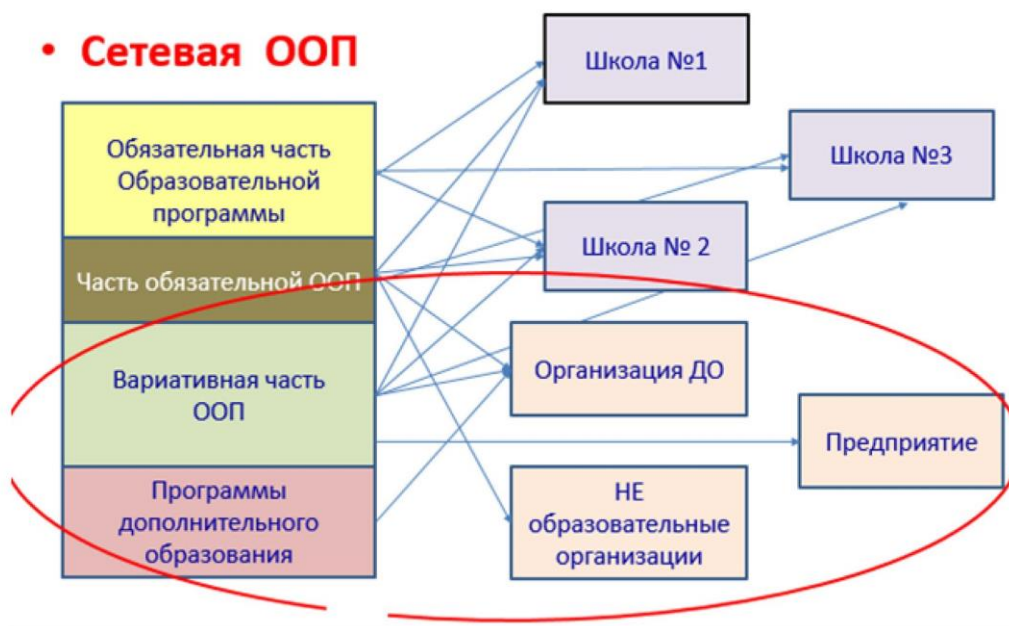 • Сетевая ООП
Обязательная часть
Образовательной
программы
Часть обязательной ООП
Вариативная часть
ООП
Программы
дополнительного
образования
Школа №1
Школа №3
Школа № 2
Организация ДО
Предприятие
НЕ
образовательные
организации